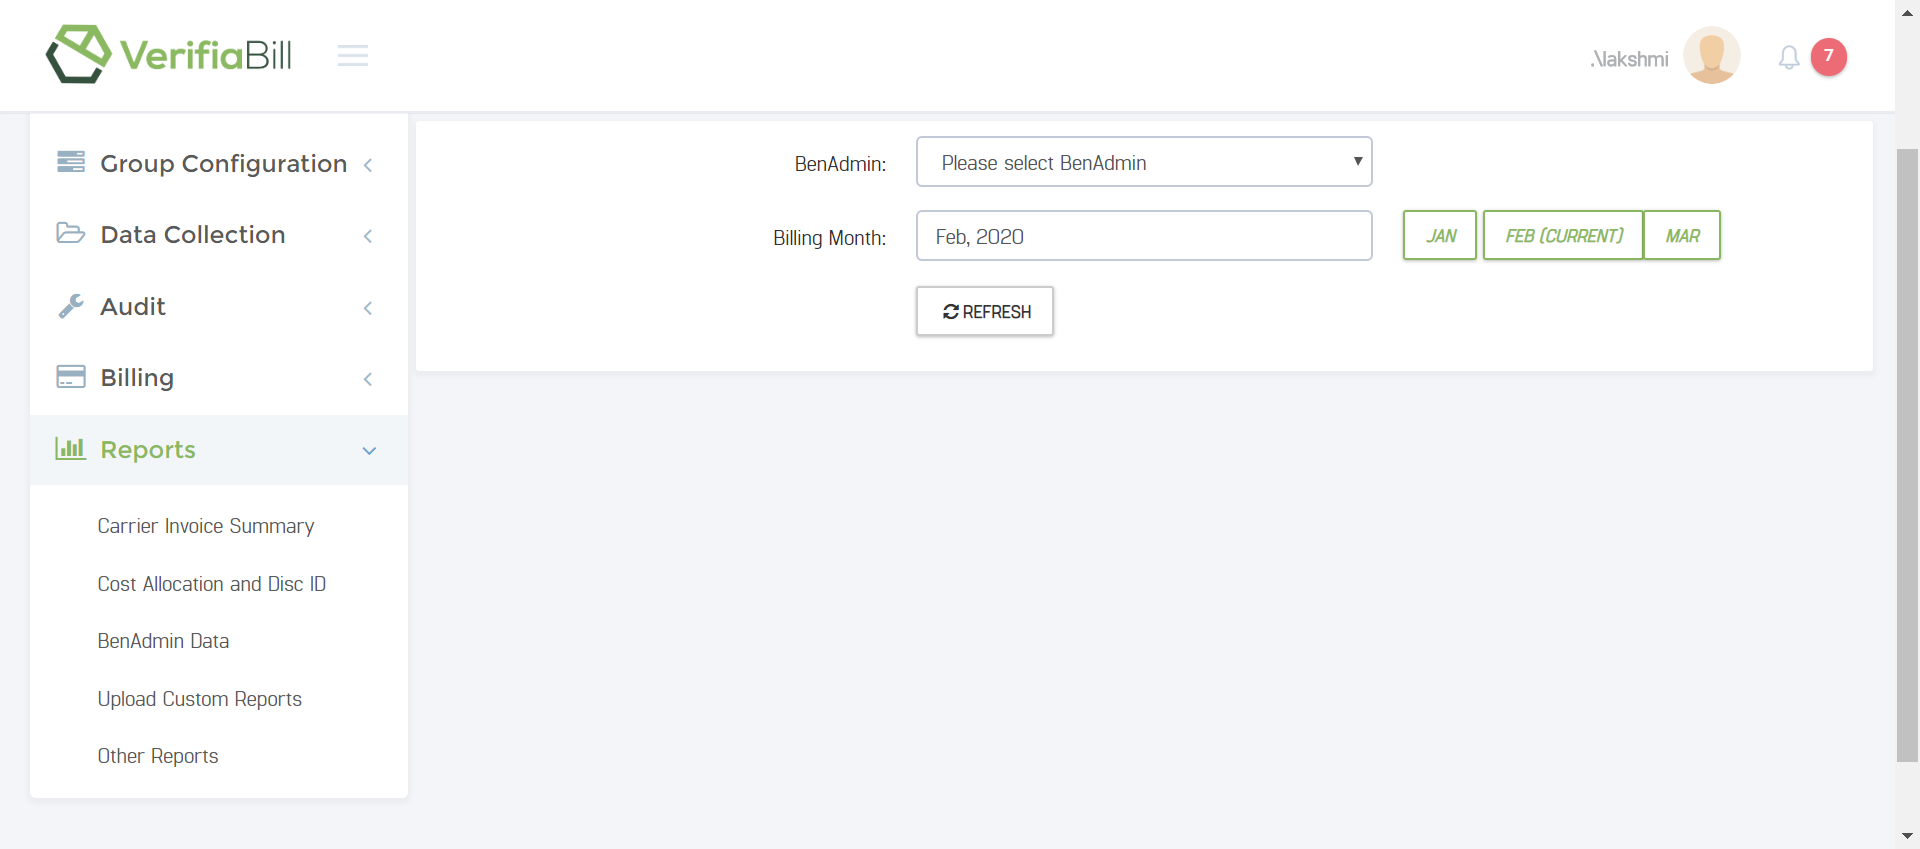 VerifiaBill
.\lakshmi
7
Group Configuration
Data Collection
Audit
Billing
Reports
Carrier Invoice Summary
Cost Allocation and Disc ID
BenAdmin Data
Upload Custom Reports
Other Reports
BenAdmin: Please select BenAdmin
Billing Month: Feb, 2020 JAN FEB (CURRENT) MAR
REFRESH